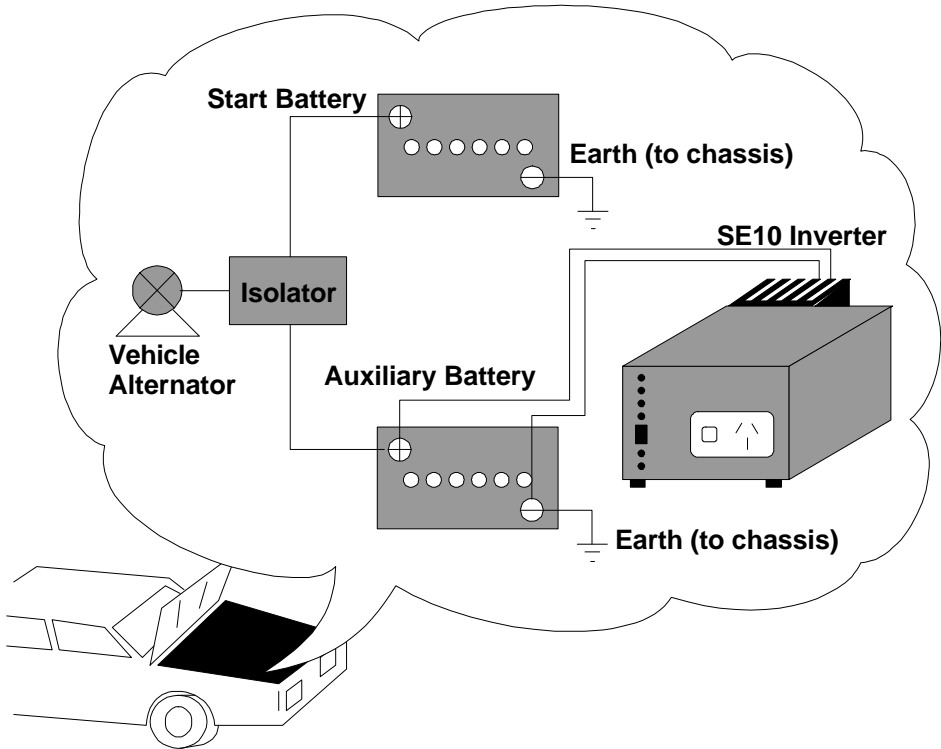 Start Battery
Earth (to chassis)
SE10 Inverter
Isolator
Vehicle
Alternator
Auxiliary Battery
Earth (to chassis)